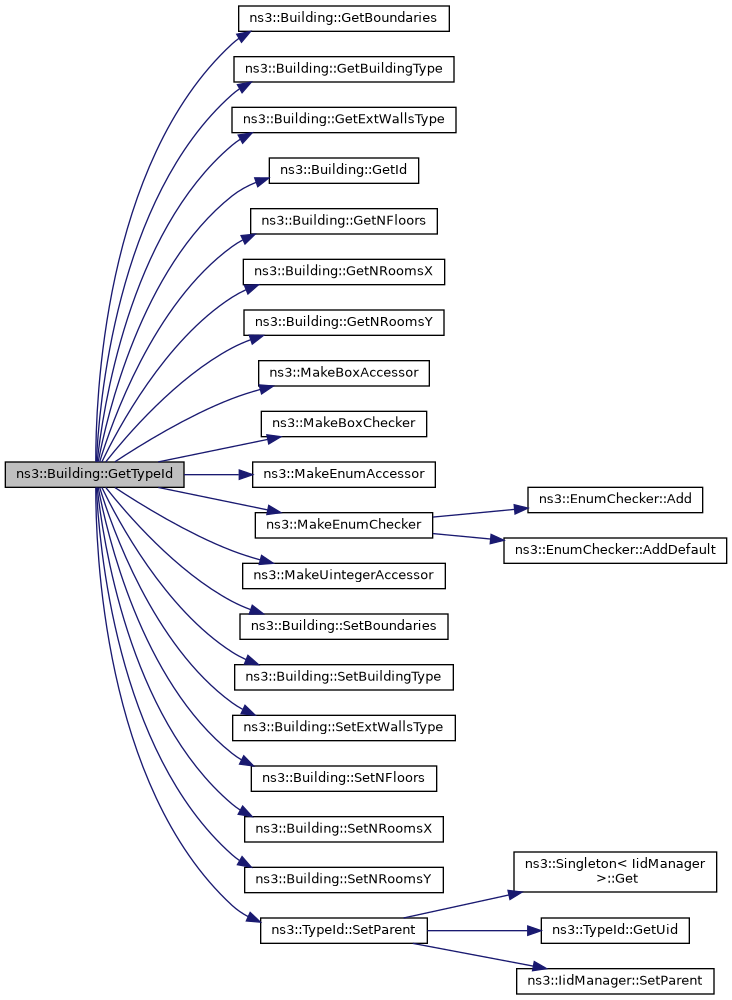 ns3::Building::GetBoundaries
ns3::Building::GetBuildingType
ns3::Building::GetExtWallsType
ns3::Building::GetId
ns3::Building::GetNFloors
ns3::Building::GetNRoomsX
ns3::Building::GetNRoomsY
ns3::MakeBoxAccessor
ns3::MakeBoxChecker
ns3::Building::GetTypeId
ns3::MakeEnumAccessor
ns3::MakeEnumChecker
ns3::EnumChecker::Add
ns3::EnumChecker::AddDefault
ns3::MakeUintegerAccessor
ns3::Building::SetBoundaries
ns3::Building::SetBuildingType
ns3::Building::SetExtWallsType
ns3::Building::SetNFloors
ns3::Building::SetNRoomsX
ns3::Building::SetNRoomsY
ns3::TypeId::SetParent
ns3::Singleton< IidManager
>::Get
ns3::TypeId::GetUid
ns3::IidManager::SetParent